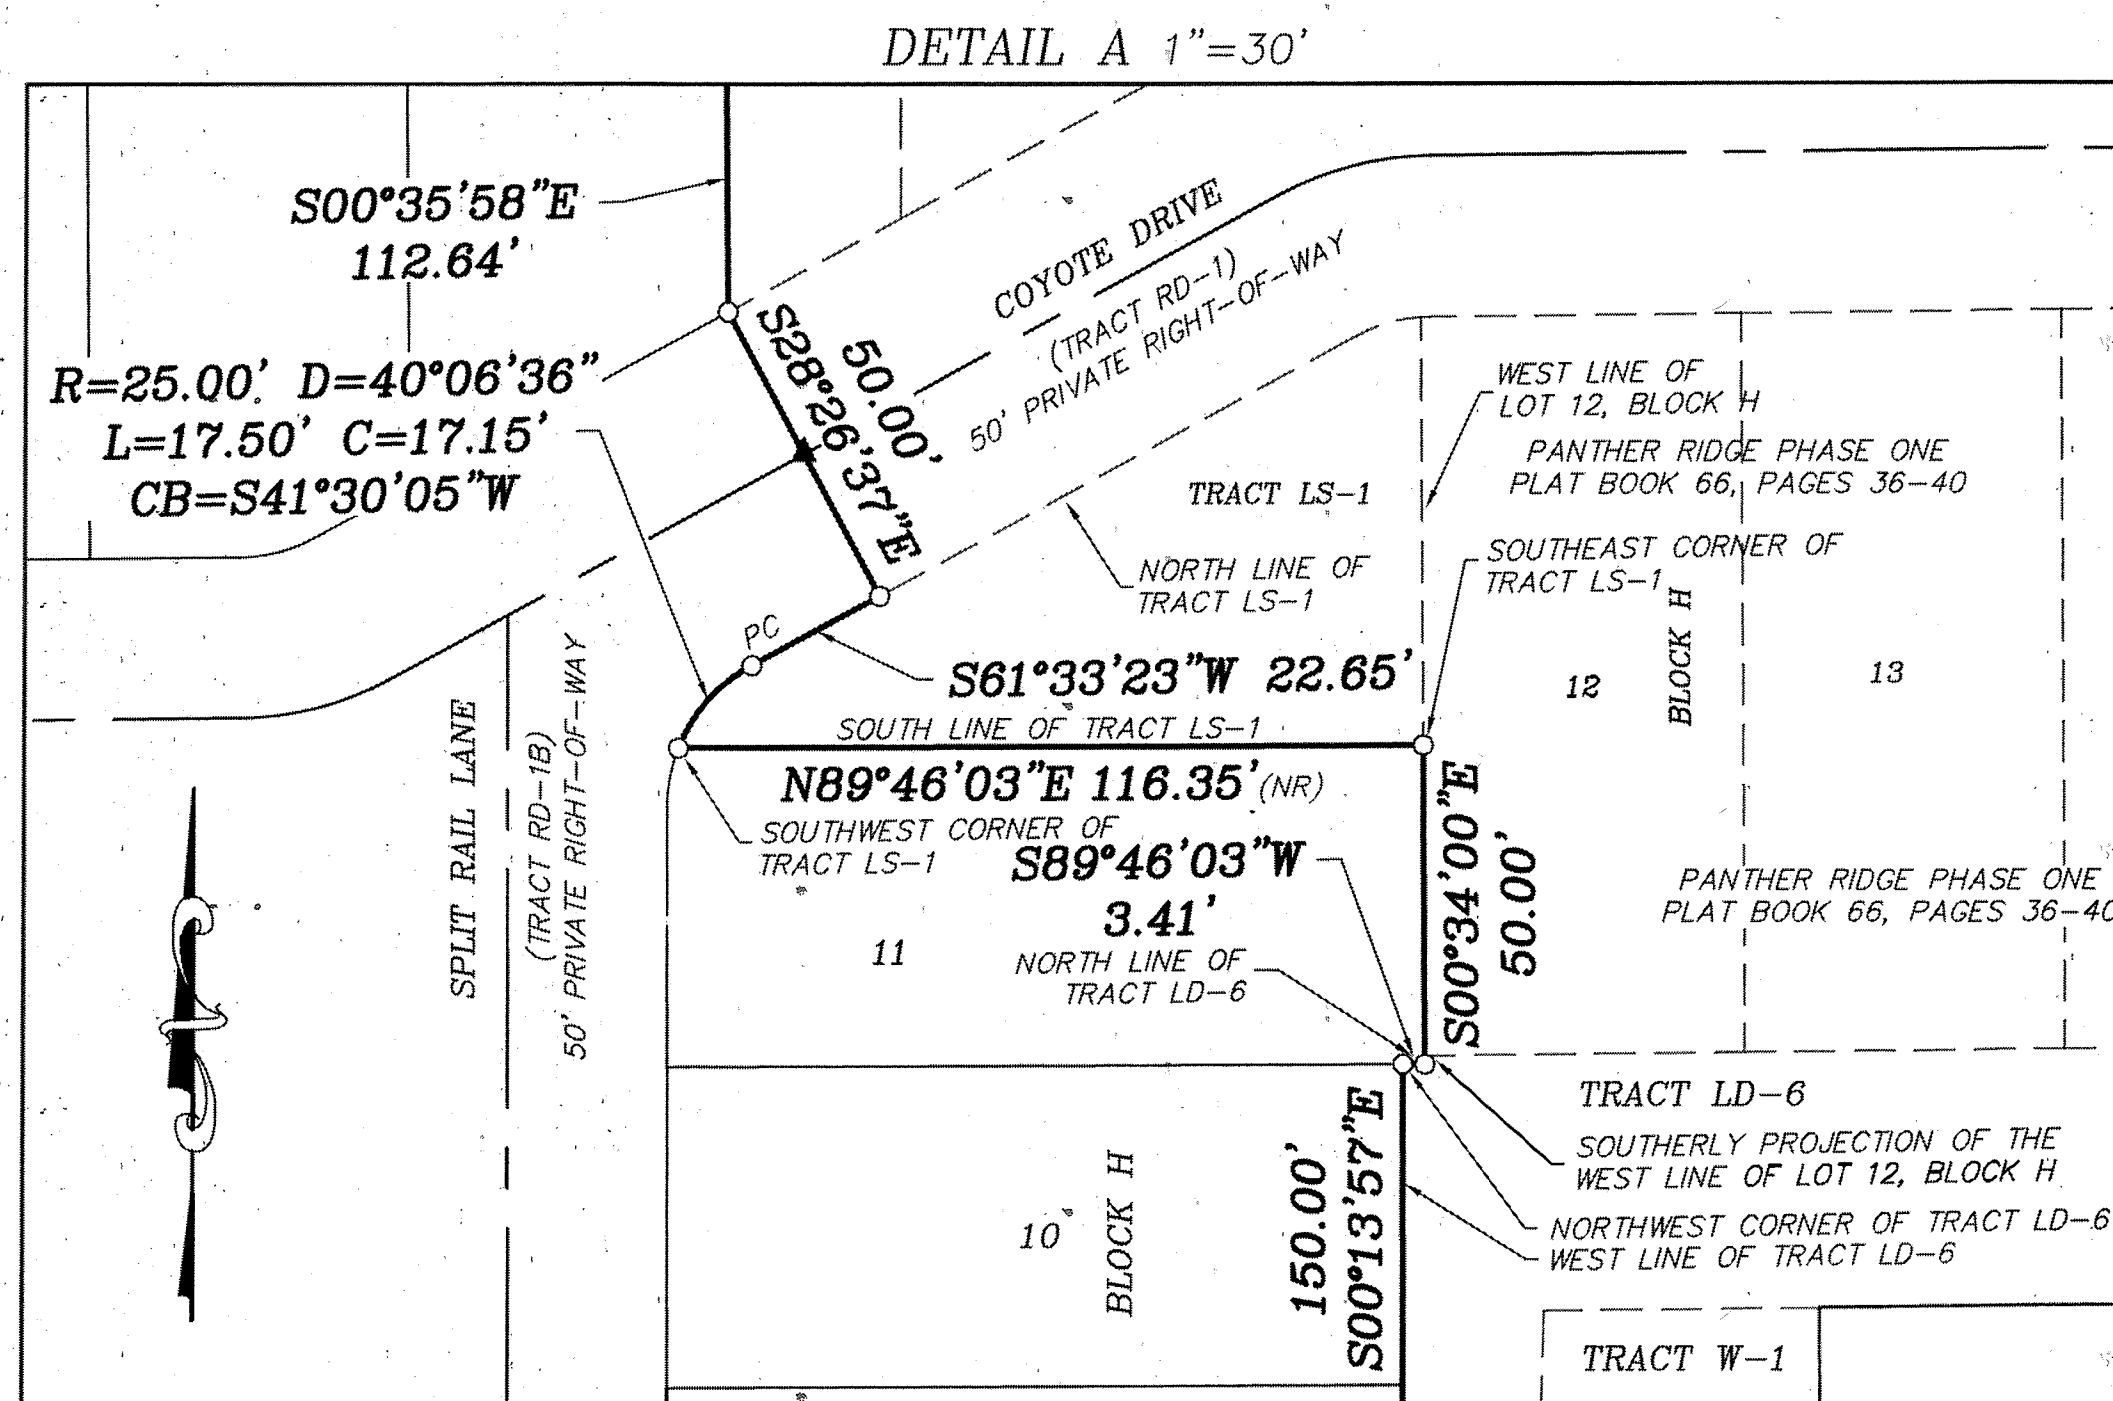 DETAIL A 1"=30'
S00°35'58"E
112.64'
COYOTE DRIVE
(TRACT RD-1)
50' PRIVATE RIGHT-OF-WAY
S28°26'37"E
50.00'
R=25.00' D=40°06'36"
L=17.50' C=17.15'
CB=S41°30'05"W
WEST LINE OF
LOT 12, BLOCK H
PANTHER RIDGE PHASE ONE
PLAT BOOK 66, PAGES 36-40
TRACT LS-1
NORTH LINE OF
TRACT LS-1
SOUTHEAST CORNER OF
TRACT LS-1
PC
S61°33'23"W 22.65'
SOUTH LINE OF TRACT LS-1
N89°46'03"E 116.35'(NR)
SOUTHWEST CORNER OF
TRACT LS-1
12
BLOCK H
13
SPLIT RAIL LANE
(TRACT RD-1B)
50' PRIVATE RIGHT-OF-WAY
S89°46'03"W
3.41'
11
NORTH LINE OF
TRACT LD-6
S00°34'00"E
50.00'
PANTHER RIDGE PHASE ONE
PLAT BOOK 66, PAGES 36-40
TRACT LD-6
SOUTHERLY PROJECTION OF THE
WEST LINE OF LOT 12, BLOCK H
NORTHWEST CORNER OF TRACT LD-6
WEST LINE OF TRACT LD-6
10
BLOCK H
150.00'
S00°13'57"E
TRACT W-1